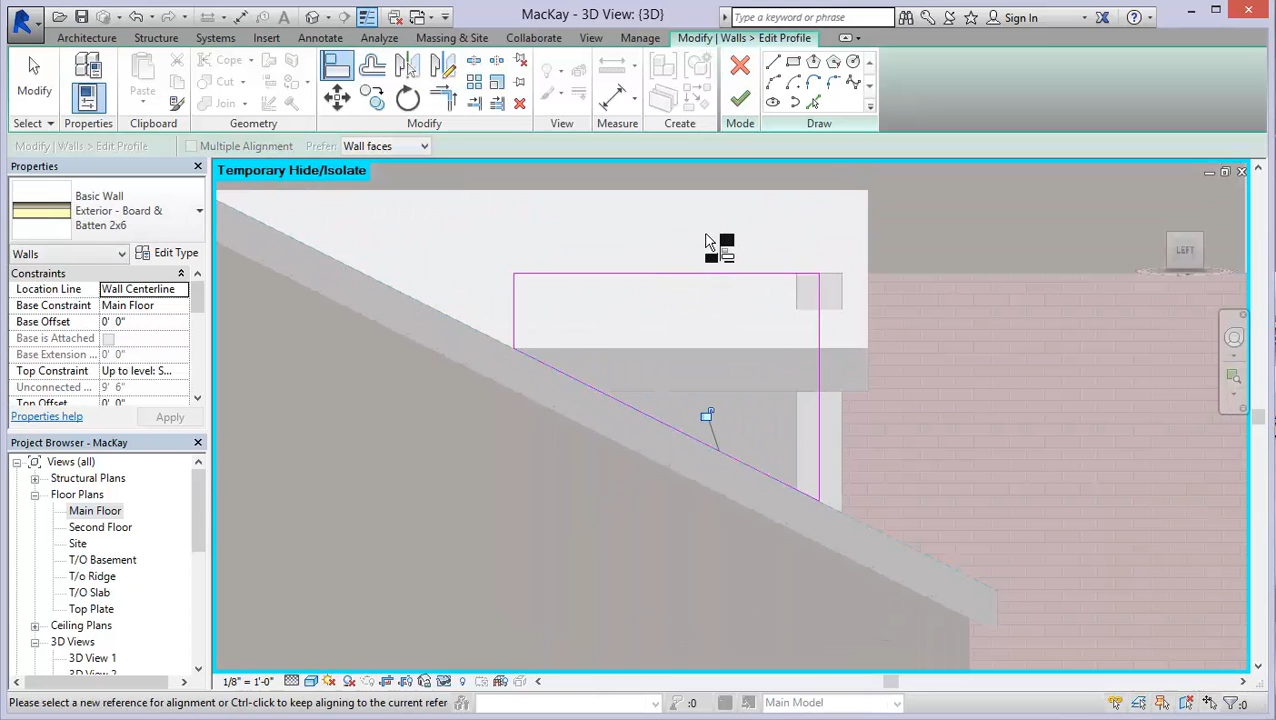 MacKay - 3D View: {3D}
Type a keyword or phrase
Sign In
Architecture
Structure
Systems
Insert
Annotate
Analyze
Massing & Site
Collaborate
View
Manage
Modify | Walls > Edit Profile
Modify
Cope
Cut
Join
Paste
Select
Properties
Clipboard
Geometry
Modify
View
Measure
Create
Mode
Draw
Modify | Walls > Edit Profile
Multiple Alignment
Prefer:
Wall faces
Properties
Basic Wall
Exterior - Board &
Batten 2x6
Walls
Edit Type
Constraints
Location Line
Wall Centerline
Base Constraint
Main Floor
Base Offset
0' 0"
Base is Attached
Base Extension ...
0' 0"
Top Constraint
Up to level: S...
Unconnected ...
9' 6"
Top Offset
0' 0"
Properties help
Apply
Project Browser - MacKay
Views (all)
Structural Plans
Floor Plans
Main Floor
Second Floor
Site
T/O Basement
T/o Ridge
T/O Slab
Top Plate
Ceiling Plans
3D Views
3D View 1
3D View 2
Temporary Hide/Isolate
LEFT
1/8" = 1'-0"
Please select a new reference for alignment or Ctrl-click to keep aligning to the current refer
:0
Main Model
:0